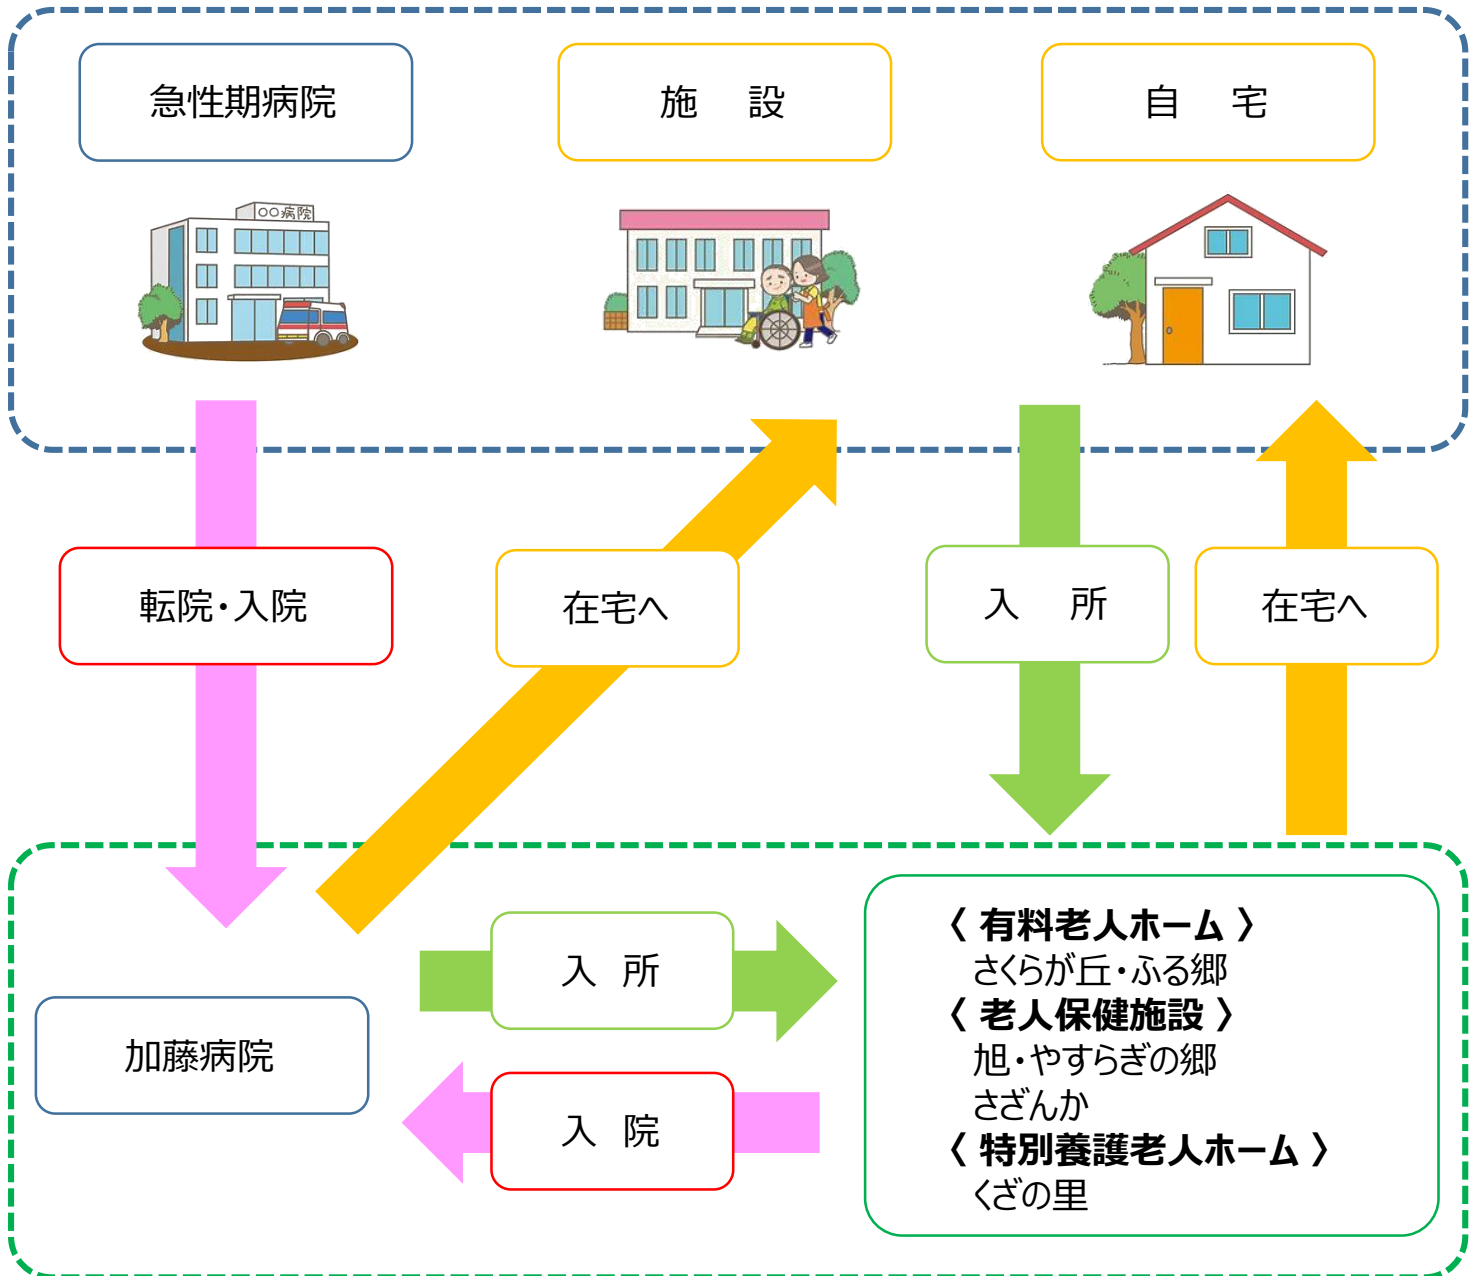 急性期病院
施　設
自　宅
〇〇病院
転院・入院
在宅へ
入　所
在宅へ
加藤病院
入　所
入　院
〈 有料老人ホーム 〉
さくらが丘・ふる郷
〈 老人保健施設 〉
旭・やすらぎの郷
さざんか
〈 特別養護老人ホーム 〉
くざの里